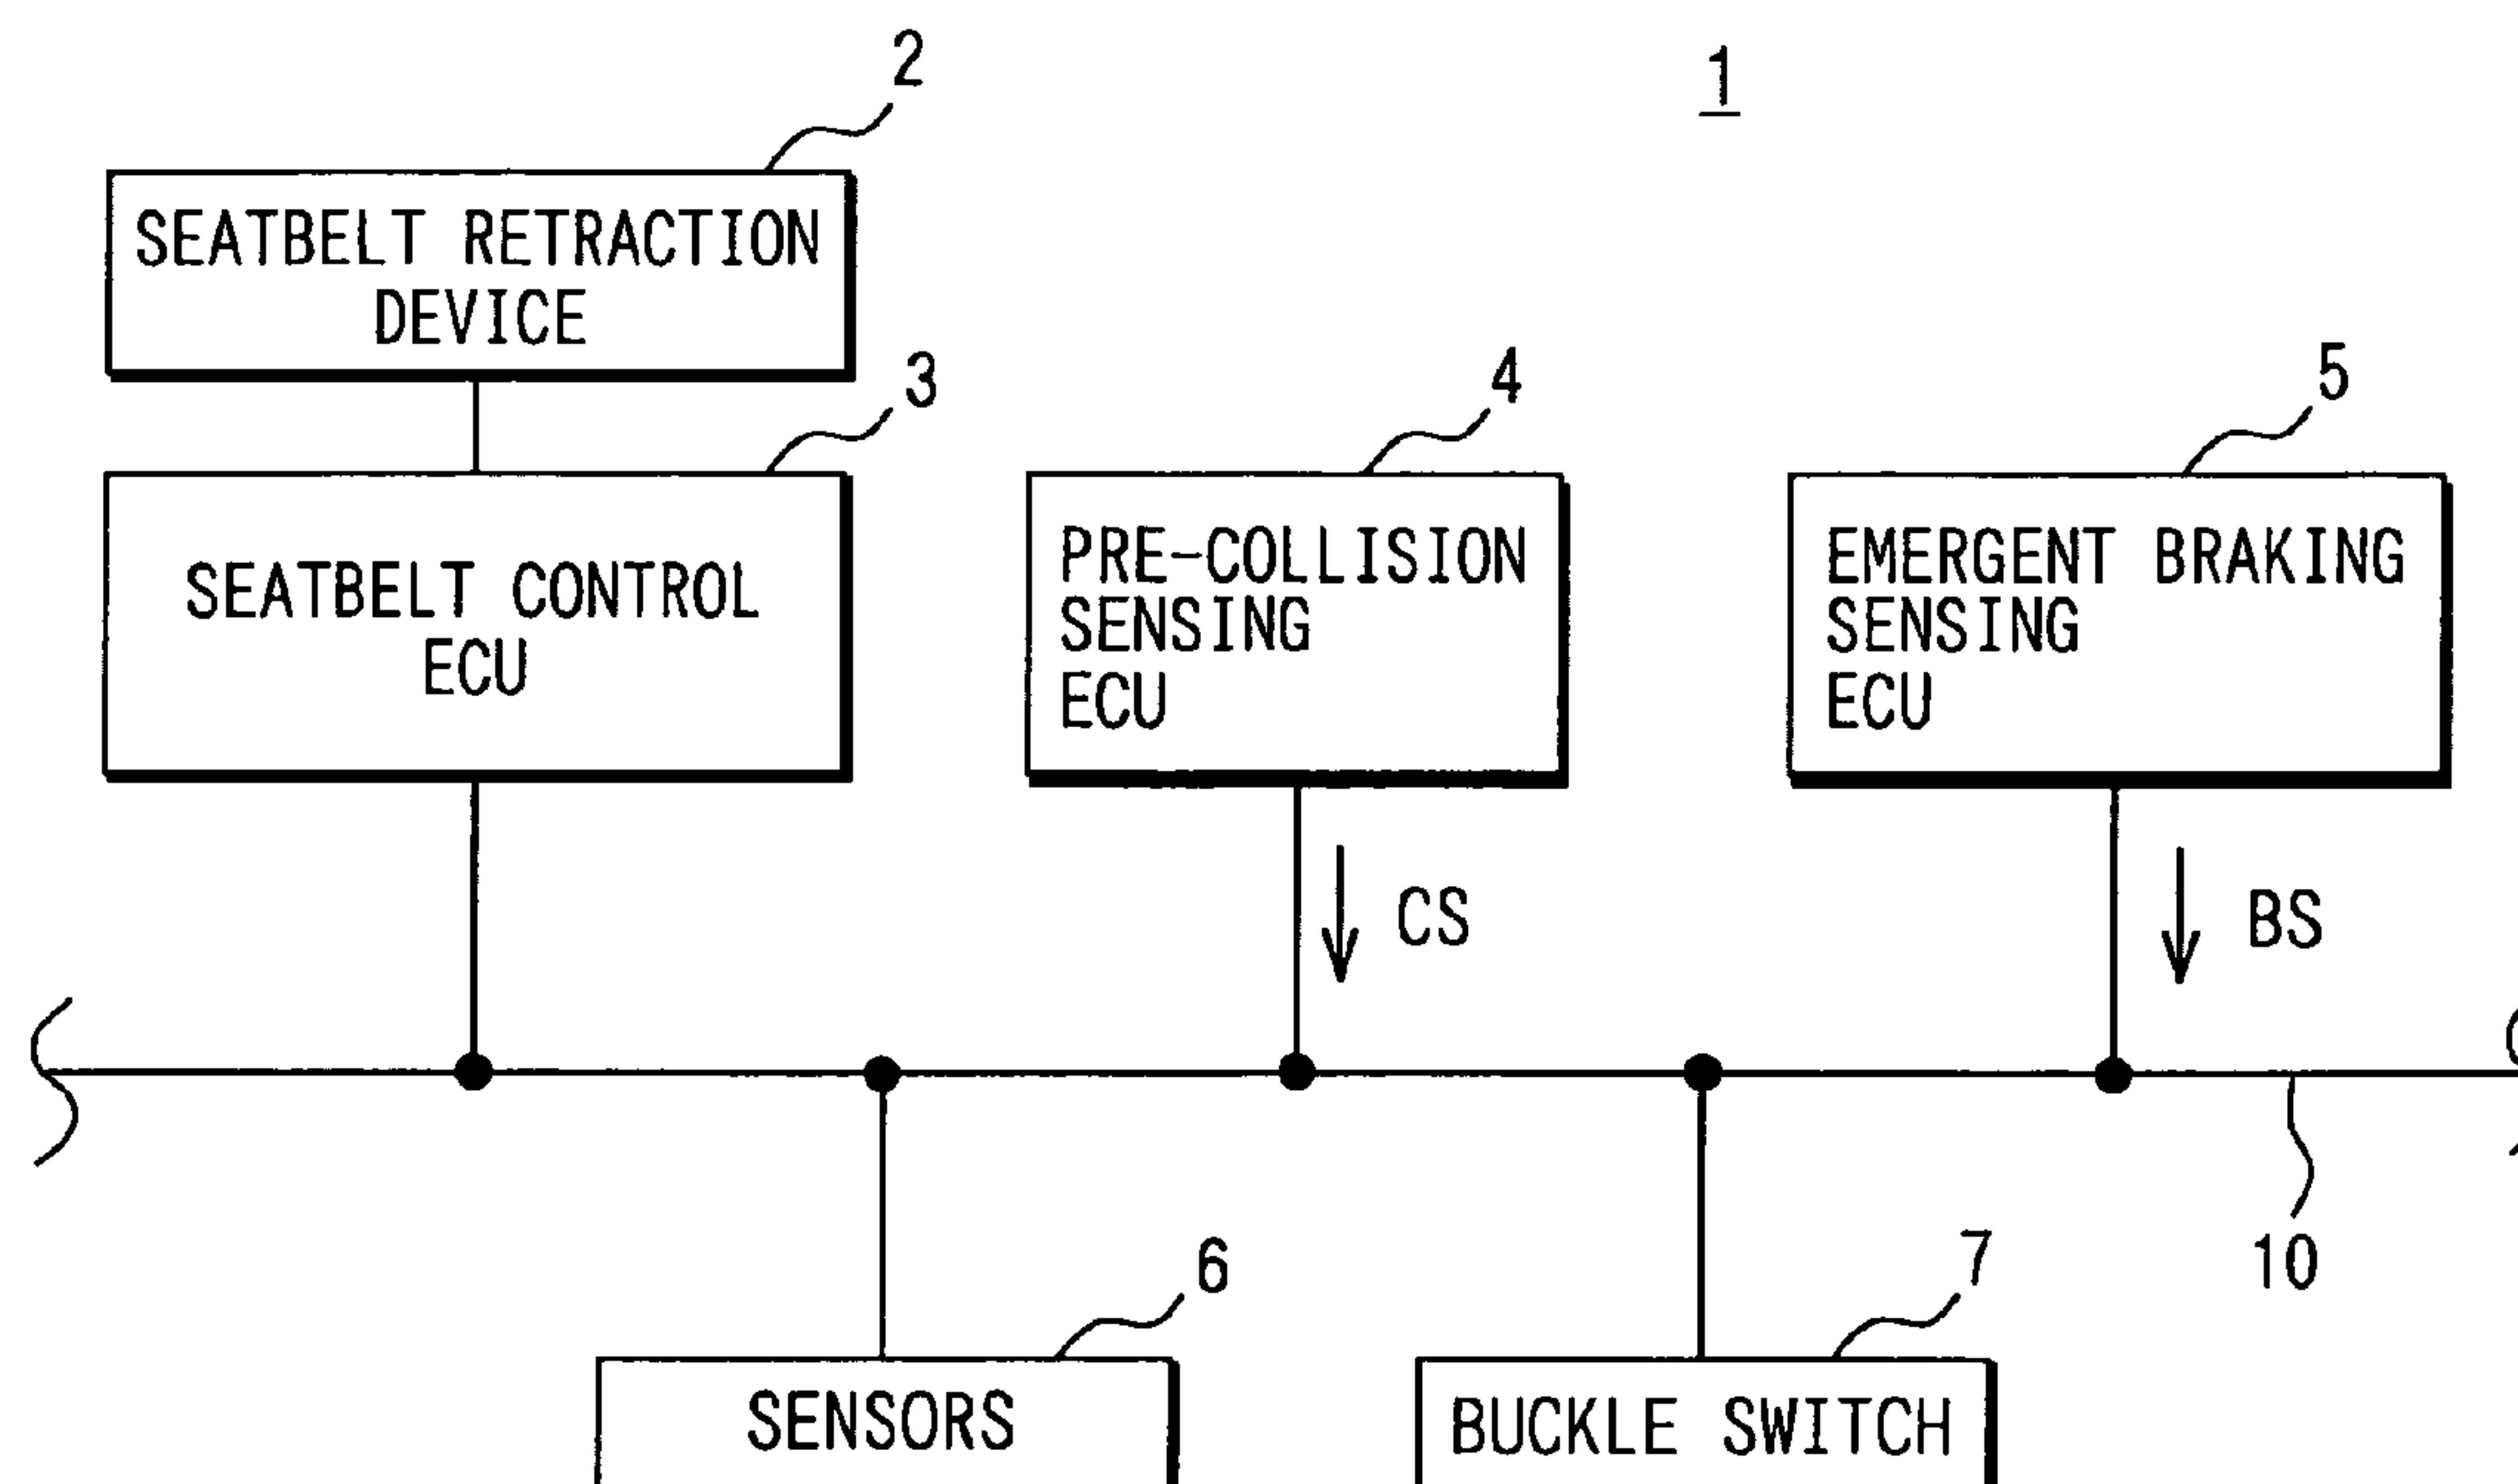 2
1
SEATBELT RETRACTION
DEVICE
3
4
5
SEATBELT CONTROL
ECU
PRE-COLLISION
SENSING
ECU
EMERGENT BRAKING
SENSING
ECU
CS
BS
10
6
7
SENSORS
BUCKLE SWITCH